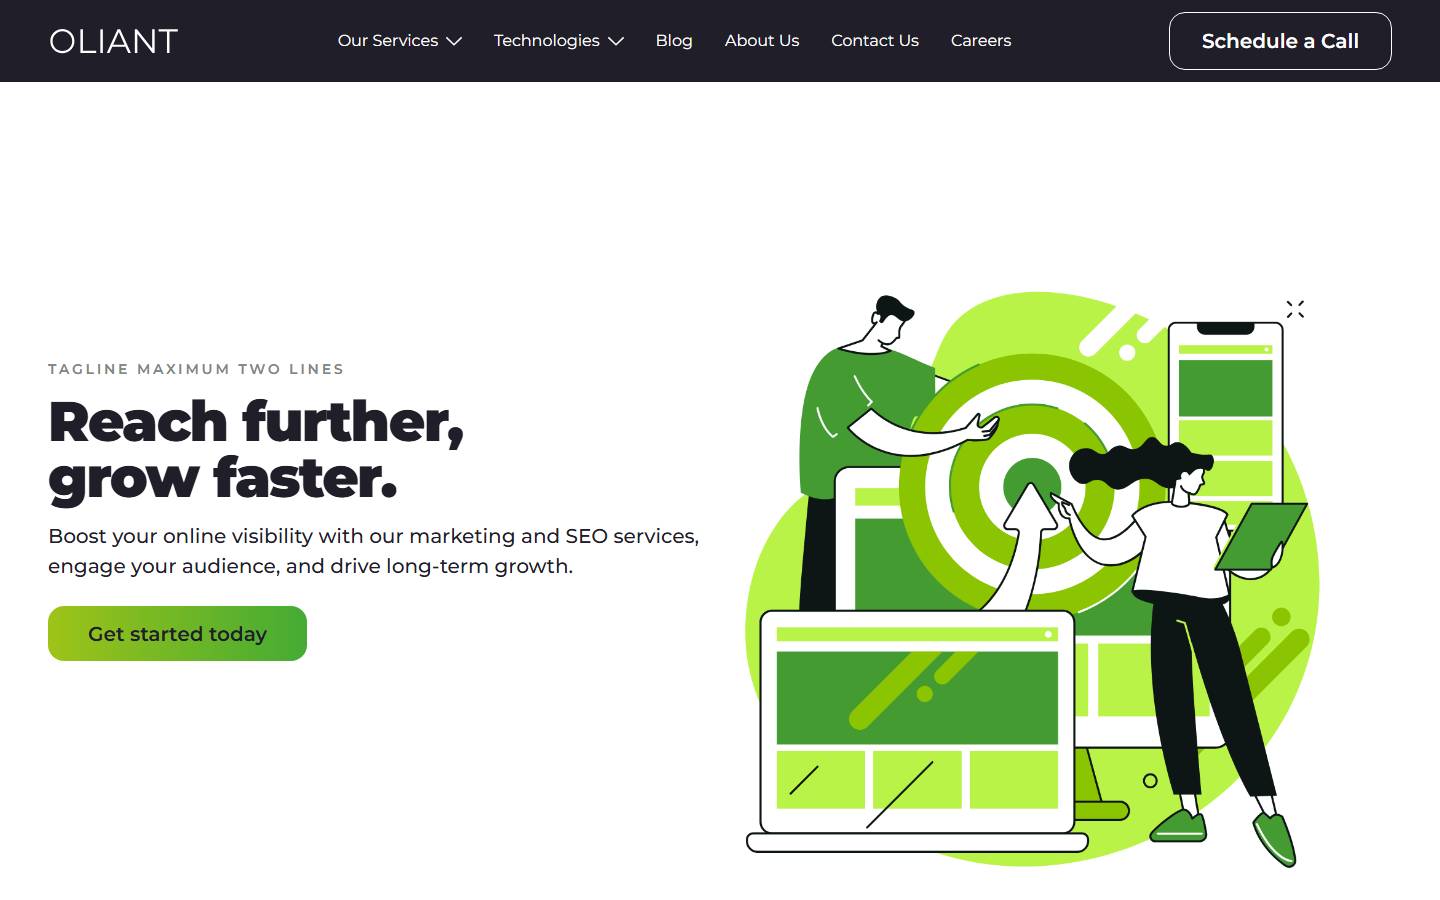 OLIANT
Our Services
Technologies
Blog
About Us
Contact Us
Careers
Schedule a Call
TAGLINE MAXIMUM TWO LINES
Reach further,
grow faster.
Boost your online visibility with our marketing and SEO services,
engage your audience, and drive long-term growth.
Get started today